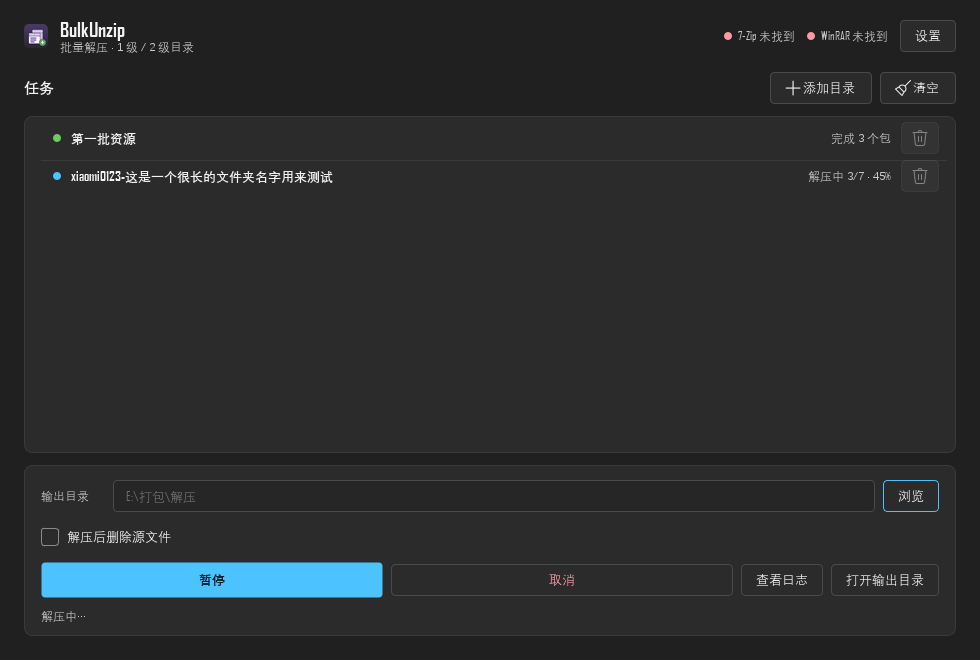 BulkUnzip
批量解压 · 1 级 / 2 级目录
7-Zip 未找到
WinRAR 未找到
设置
任务
添加目录
清空
第一批资源
完成 3 个包
xiaomi0123-这是一个很长的文件夹名字用来测试
解压中 3/7 · 45%
输出目录
E:\打包\解压
浏览
解压后删除源文件
暂停
取消
查看日志
打开输出目录
解压中…